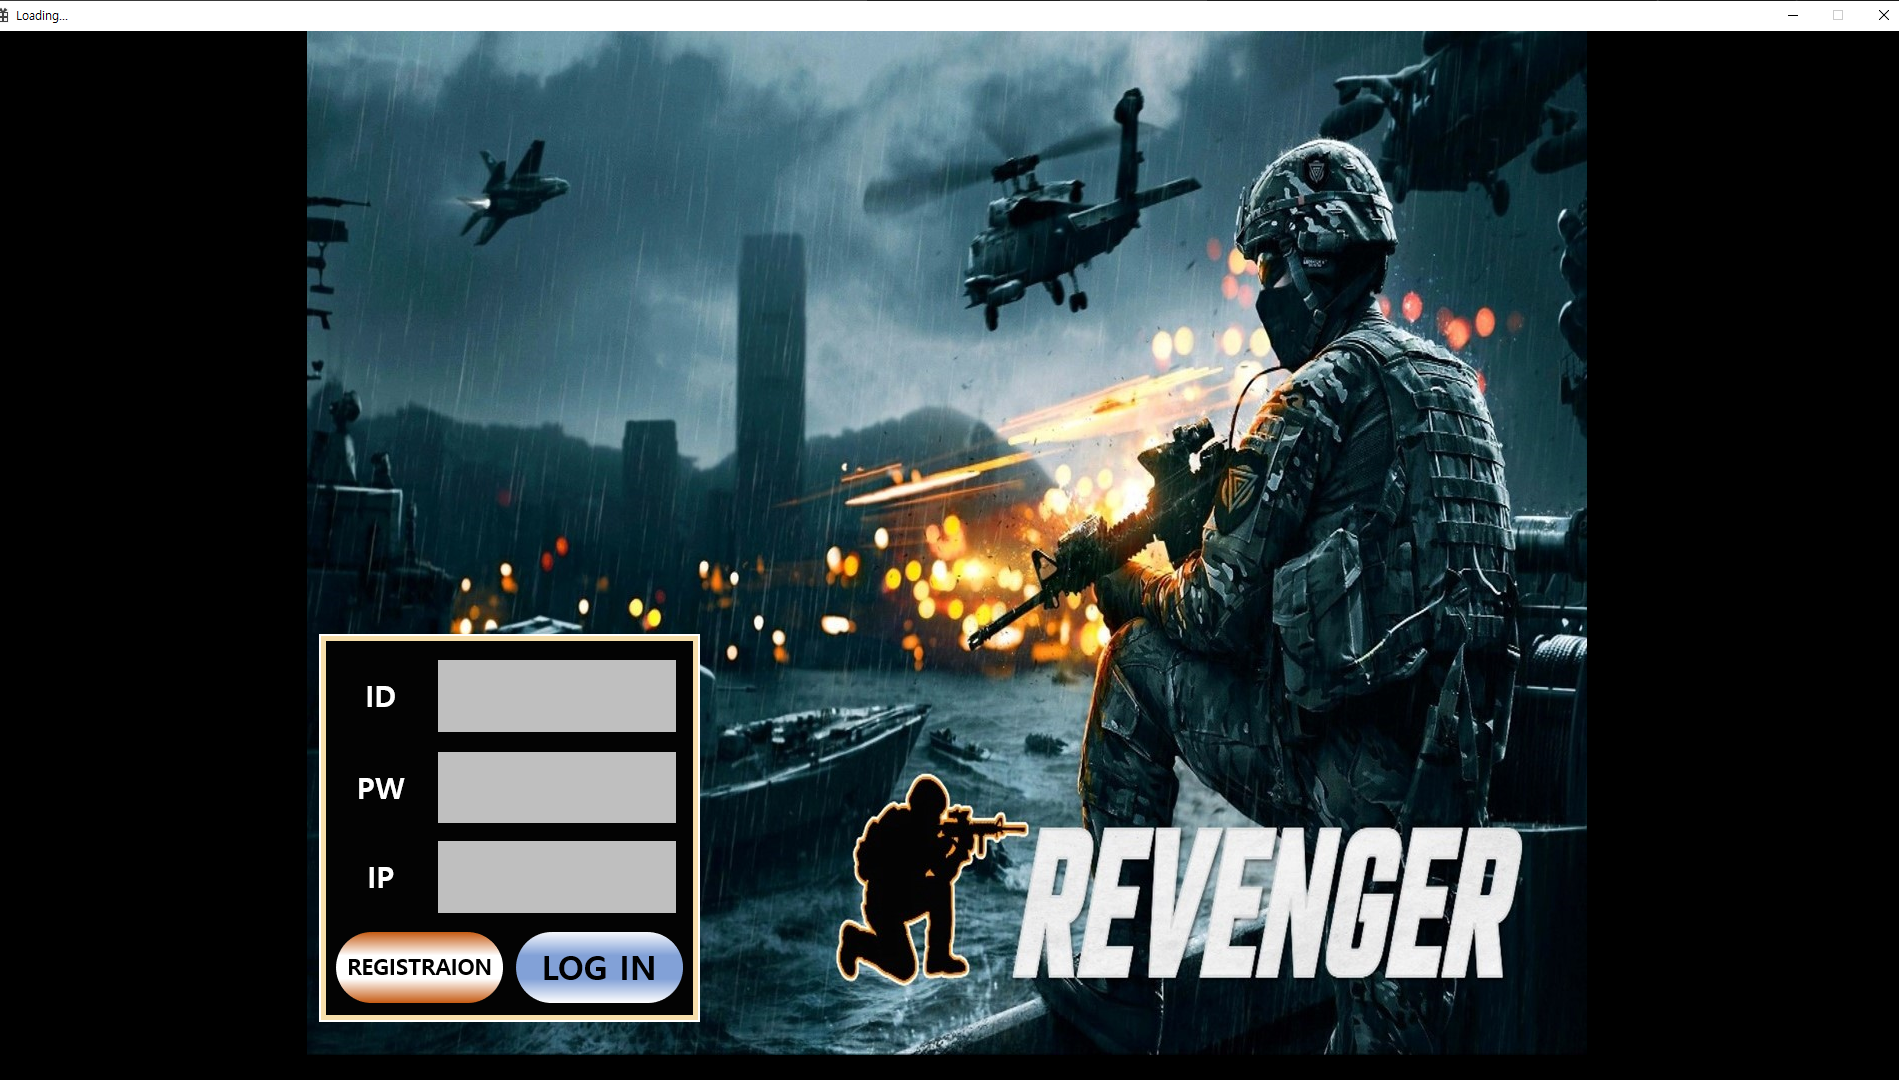 Loading...
ID
PW
IP
REGISTRAION
LOG IN
REVENGER